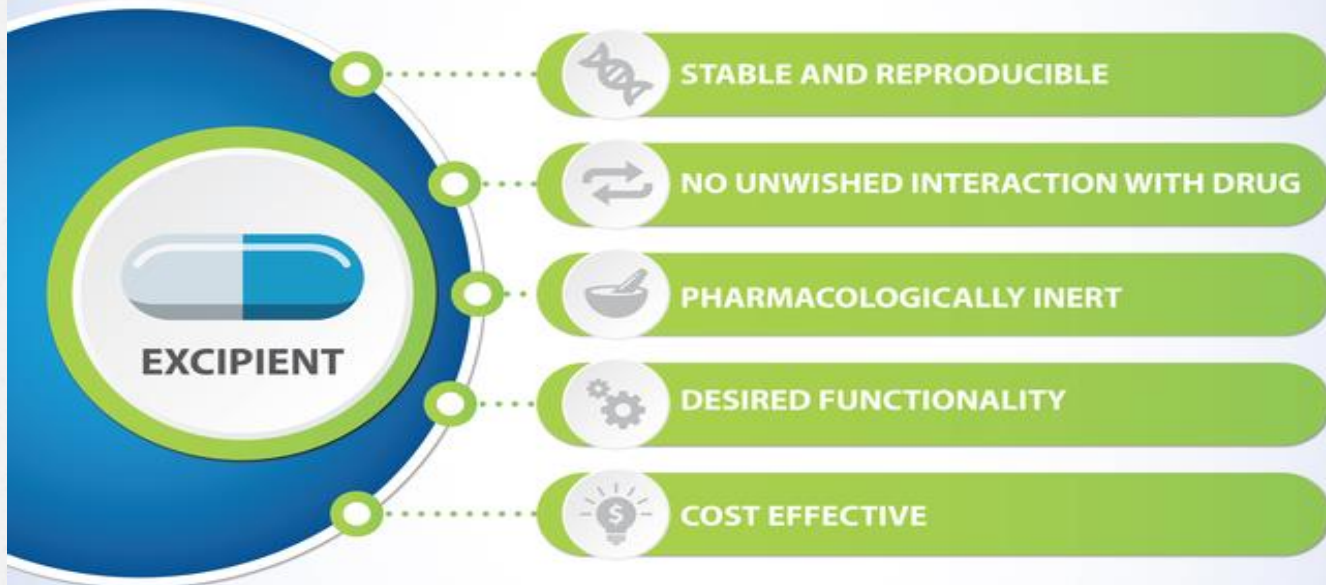 EXCIPIENT
STABLE AND REPRODUCIBLE
NO UNWISHED INTERACTION WITH DRUG
PHARMACOLOGICALLY INERT
DESIRED FUNCTIONALITY
$
COST EFFECTIVE